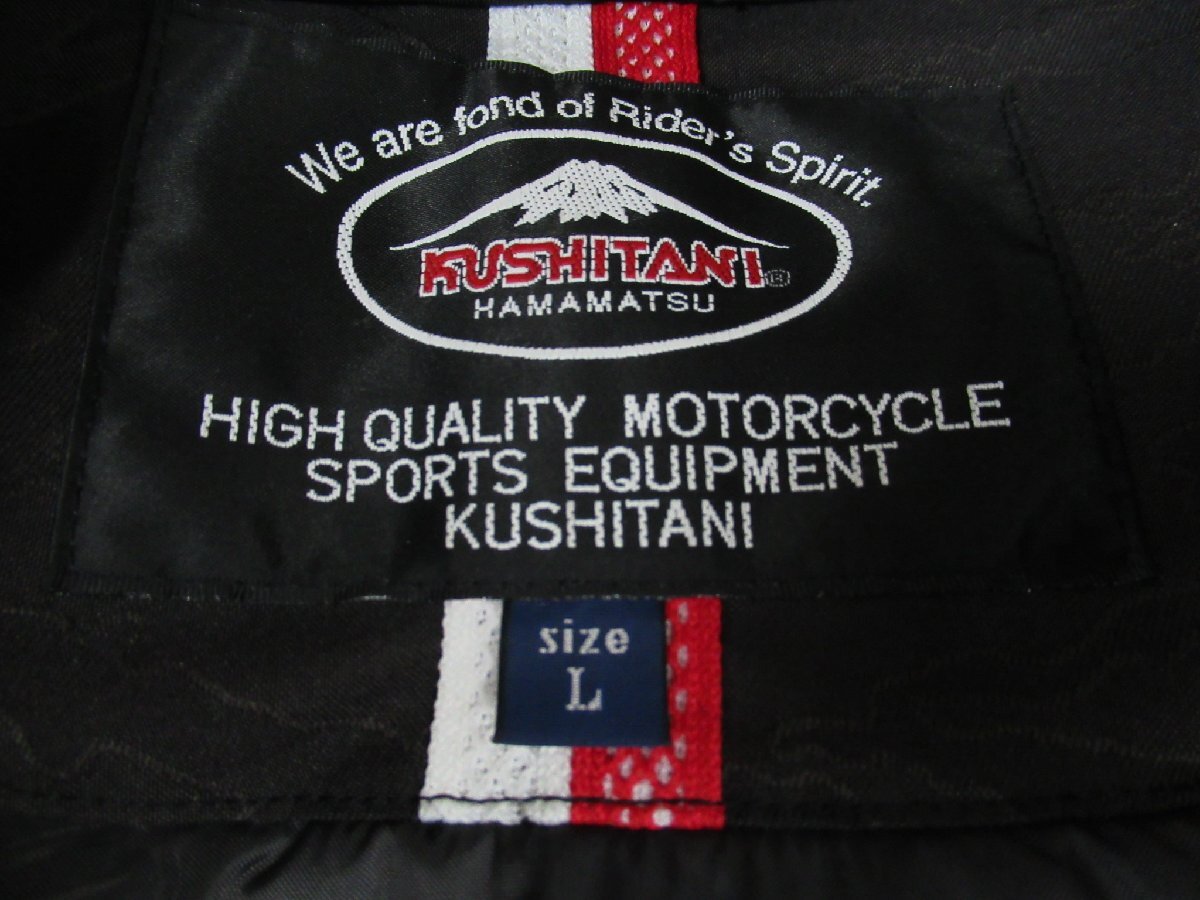 We are fond of Rider's Spirit.
KUSHITANI®
HAMAMATSU
HIGH QUALITY MOTORCYCLE
SPORTS EQUIPMENT
KUSHITANI
size
L